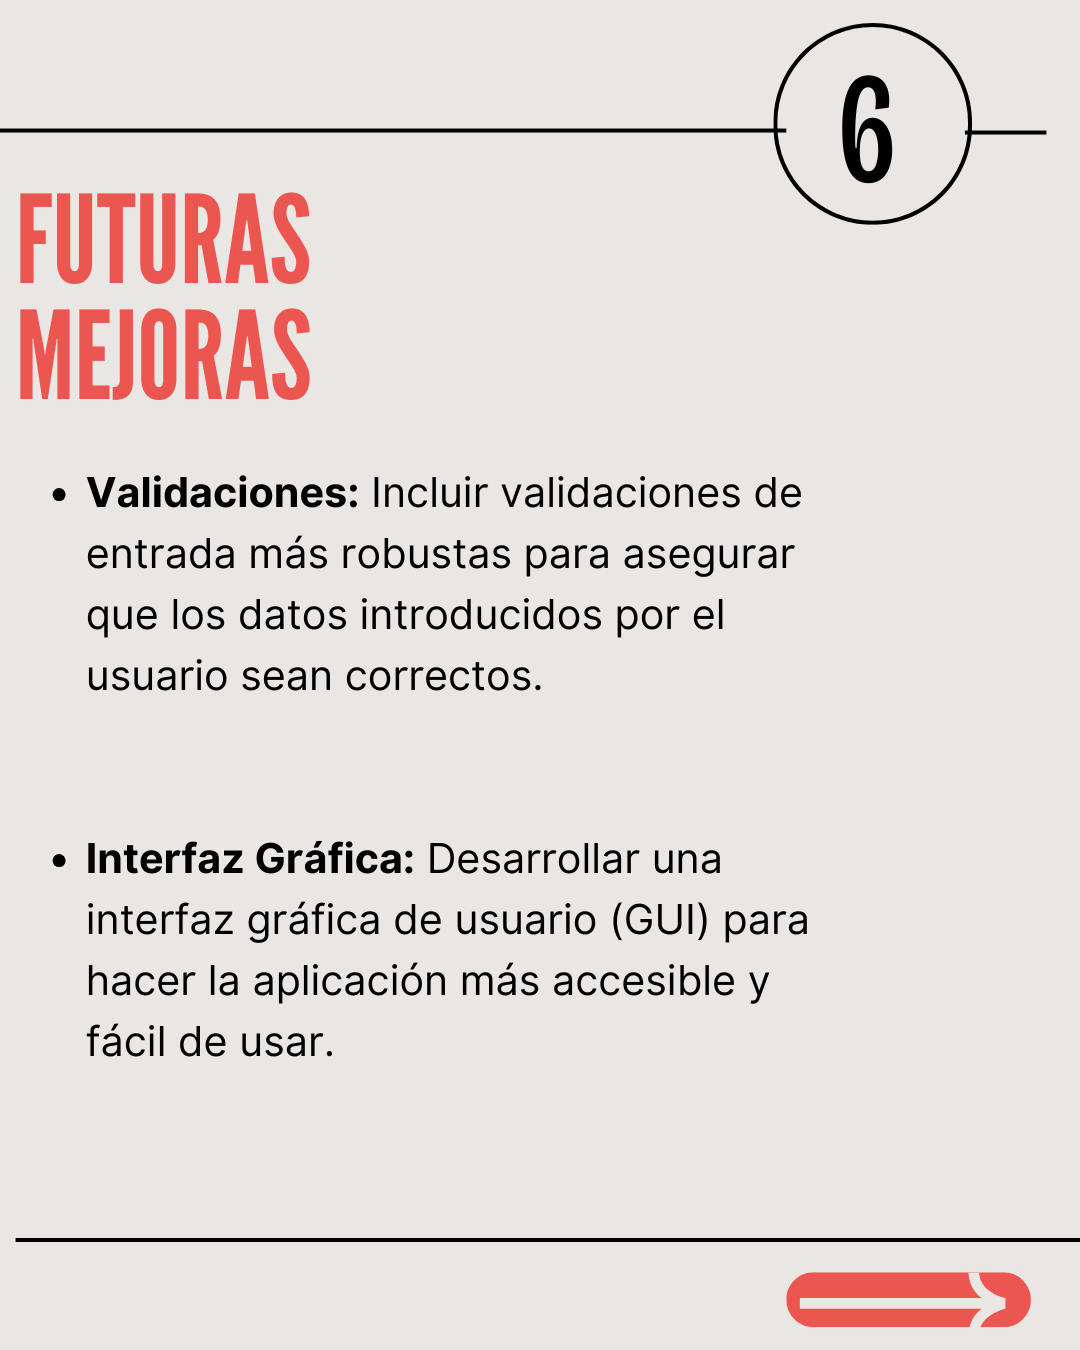 6
FUTURAS
MEJORAS
• Validaciones: Incluir validaciones de
entrada más robustas para asegurar
que los datos introducidos por el
usuario sean correctos.
• Interfaz Gráfica: Desarrollar una
interfaz gráfica de usuario (GUI) para
hacer la aplicación más accesible y
fácil de usar.